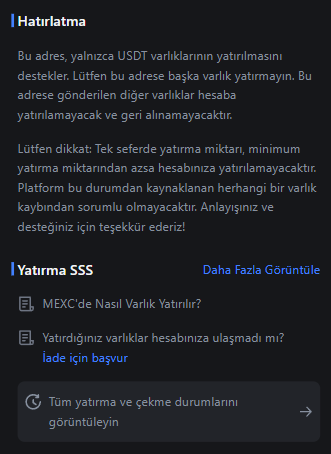 Hatırlatma
Bu adres, yalnızca USDT varlıklarının yatırılmasını
destekler. Lütfen bu adrese başka varlık yatırmayın. Bu
adrese gönderilen diğer varlıklar hesaba
yatırılamayacak ve geri alınamayacaktır.
Lütfen dikkat: Tek seferde yatırma miktarı, minimum
yatırma miktarından azsa hesabınıza yatırılamayacaktır.
Platform bu durumdan kaynaklanan herhangi bir varlık
kaybından sorumlu olmayacaktır. Anlayışınız ve
desteğiniz için teşekkür ederiz!
Yatırma SSS
Daha Fazla Görüntüle
MEXC'de Nasıl Varlık Yatırılır?
Yatırdığınız varlıklar hesabınıza ulaşmadı mı?
İade için başvur
Tüm yatırma ve çekme durumlarını
görüntüleyin